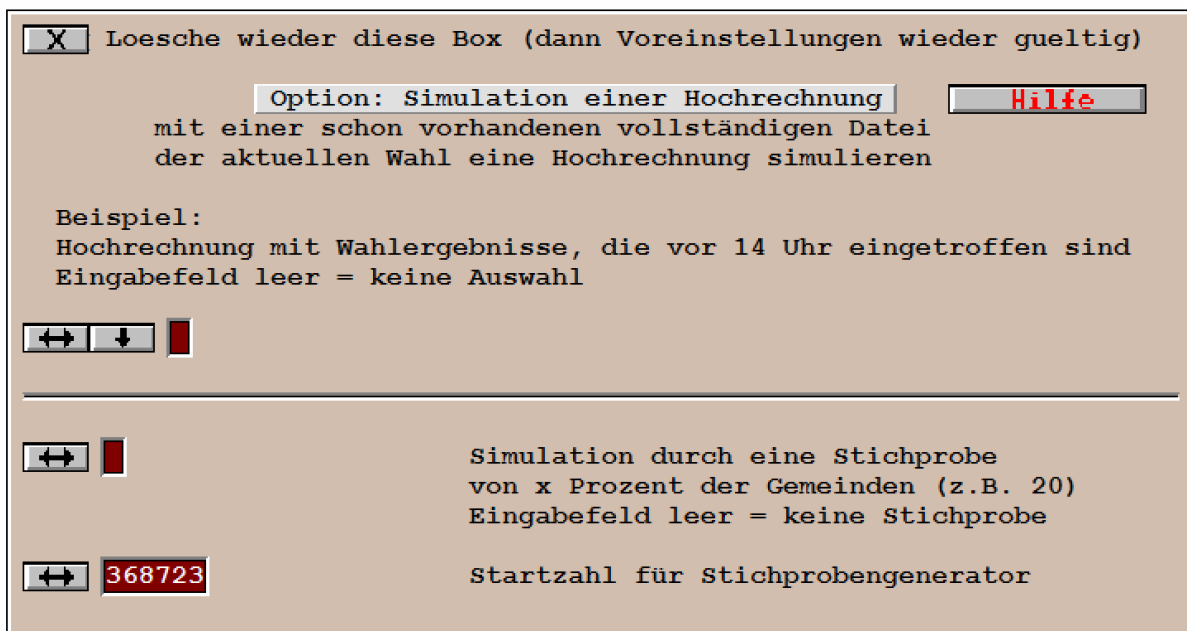 X Loesche wieder diese Box (dann Voreinstellungen wieder gueltig)
Option: Simulation einer Hochrechnung Hilfe
mit einer schon vorhandenen vollständigen Datei
der aktuellen Wahl eine Hochrechnung simulieren
Beispiel:
Hochrechnung mit Wahlergebnisse, die vor 14 Uhr eingetroffen sind
Eingabefeld leer = keine Auswahl
Simulation durch eine Stichprobe
von x Prozent der Gemeinden (z.B. 20)
Eingabefeld leer = keine Stichprobe
368723 Startzahl für Stichprobengenerator